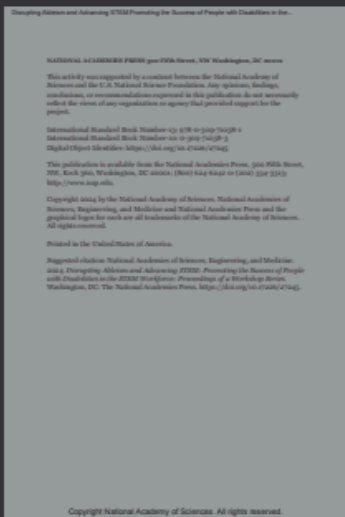 Disrupting Ableism and Advancing STEM Promoting the Success of People with Disabilities in the...
NATIONAL ACADEMIES PRESS 500 Fifth Street, NW Washington, DC 20001
This activity was supported by a contract between the National Academy of
Sciences and the U.S. National Science Foundation. Any opinions, findings,
conclusions, or recommendations expressed in this publication do not necessarily
reflect the views of any organization or agency that provided support for the
project.
International Standard Book Number-13: 978-0-309-71238-1
International Standard Book Number-10: 0-309-71238-3
Digital Object Identifier: https://doi.org/10.17226/27245
This publication is available from the National Academies Press, 500 Fifth Street,
NW, Keck 360, Washington, DC 20001; (800) 624-6242 or (202) 334-3313;
http://www.nap.edu.
Copyright 2024 by the National Academy of Sciences. National Academies of
Sciences, Engineering, and Medicine and National Academies Press and the
graphical logos for each are all trademarks of the National Academy of Sciences.
All rights reserved.
Printed in the United States of America.
Suggested citation: National Academies of Sciences, Engineering, and Medicine.
2024. Disrupting Ableism and Advancing STEM: Promoting the Success of People
with Disabilities in the STEM Workforce: Proceedings of a Workshop Series.
Washington, DC: The National Academies Press. https://doi.org/10.17226/27245.
Copyright National Academy of Sciences. All rights reserved.